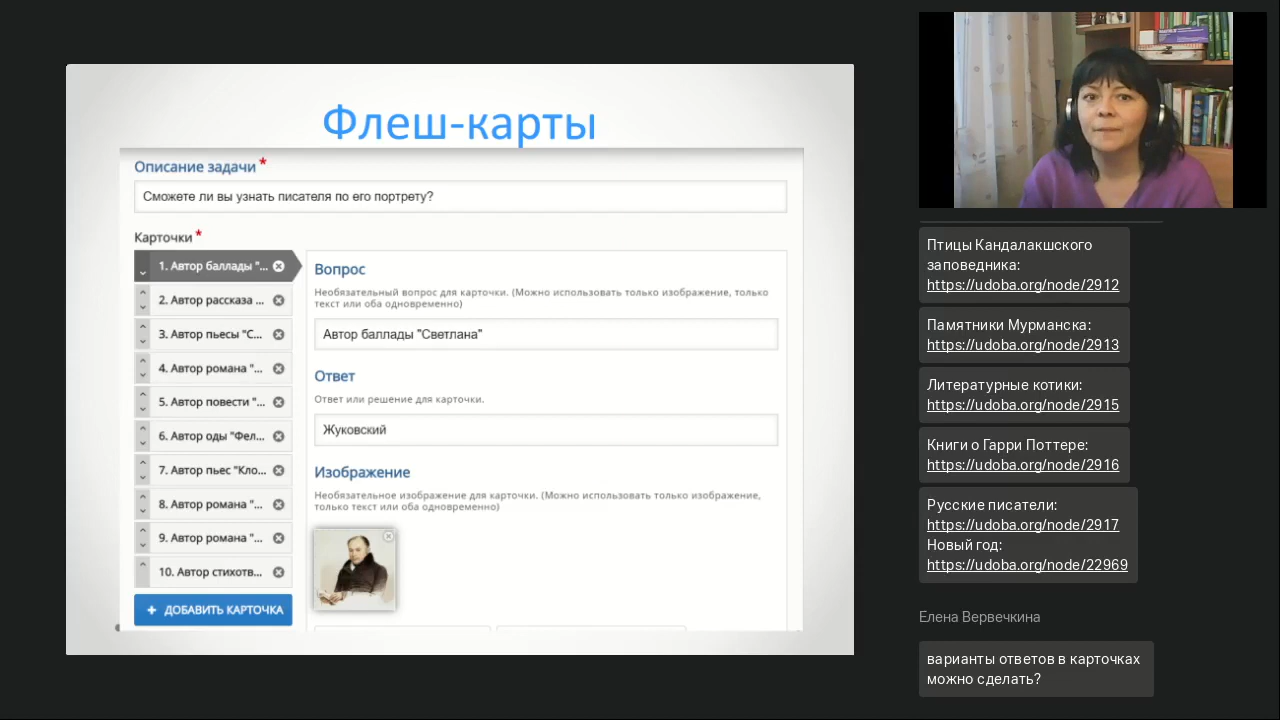 Флеш-карты
Описание задачи *
Сможете ли вы узнать писателя по его портрету?
Карточки *
1. Автор баллады "...
2. Автор рассказа ...
3. Автор пьесы "С...
4. Автор романа "...
5. Автор повести "...
6. Автор оды "Фел...
7. Автор пьес "Кло...
8. Автор романа "...
9. Автор романа "...
10. Автор стихотв...
+ ДОБАВИТЬ КАРТОЧКА
Вопрос
Необязательный вопрос для карточки. (Можно использовать только изображение, только
текст или оба одновременно)
Автор баллады "Светлана"
Ответ
Ответ или решение для карточки.
Жуковский
Изображение
Необязательное изображение для карточки. (Можно использовать только изображение,
только текст или оба одновременно)
Птицы Кандалакшского
заповедника:
https://udoba.org/node/2912
Памятники Мурманска:
https://udoba.org/node/2913
Литературные котики:
https://udoba.org/node/2915
Книги о Гарри Поттере:
https://udoba.org/node/2916
Русские писатели:
https://udoba.org/node/2917
Новый год:
https://udoba.org/node/22969
Елена Вервечкина
варианты ответов в карточках
можно сделать?